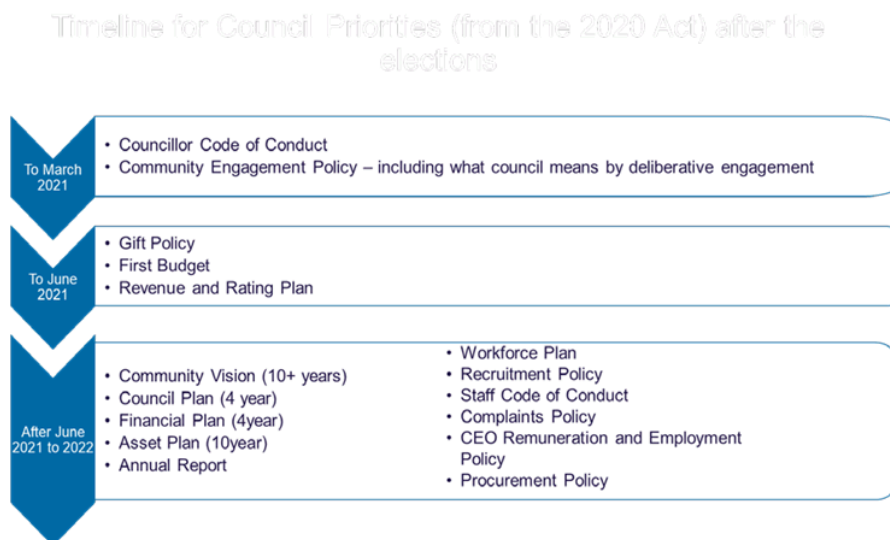 Timeline for Council Priorities (from the 2020 Act) after the
elections
To March
2021
• Councillor Code of Conduct
• Community Engagement Policy – including what council means by deliberative engagement
To June
2021
• Gift Policy
• First Budget
• Revenue and Rating Plan
After June
2021 to 2022
• Community Vision (10+ years)
• Council Plan (4 year)
• Financial Plan (4year)
• Asset Plan (10year)
• Annual Report
• Workforce Plan
• Recruitment Policy
• Staff Code of Conduct
• Complaints Policy
• CEO Remuneration and Employment
Policy
• Procurement Policy